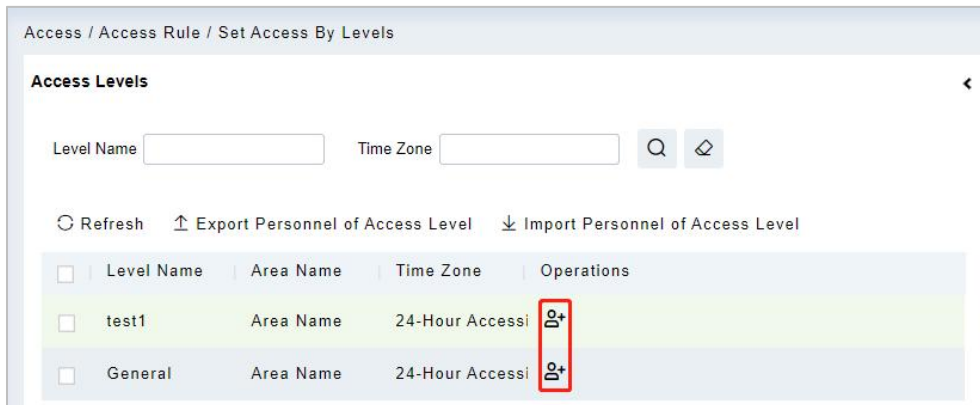 Access / Access Rule / Set Access By Levels
Access Levels
Level Name Time Zone
Refresh Export Personnel of Access Level Import Personnel of Access Level
Level Name Area Name Time Zone Operations
test1 Area Name 24-Hour Accessi
General Area Name 24-Hour Accessi